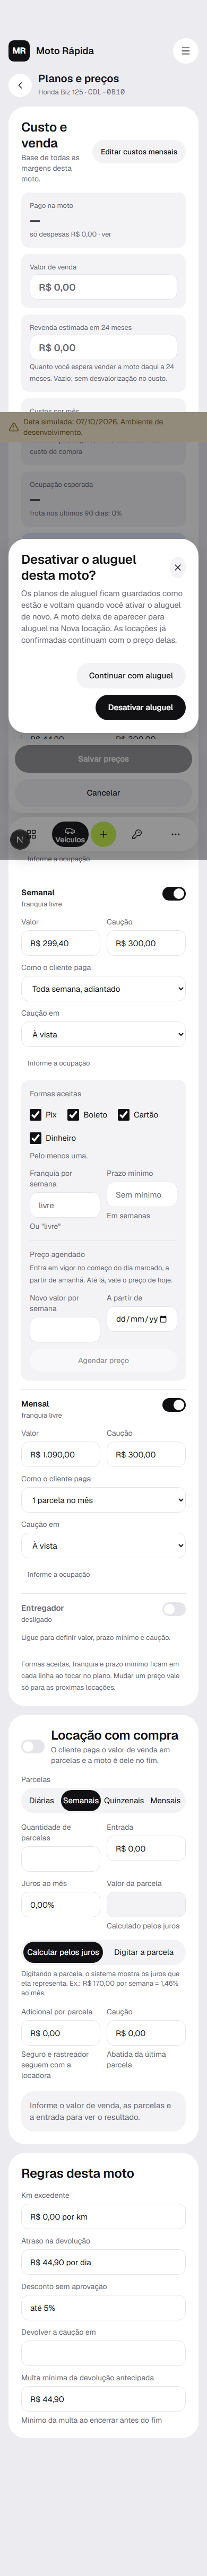 MR Moto Rápida
Planos e preços
Honda Biz 125 · CDL-0B10
Custo e
venda
Base de todas as
margens desta
moto.
Editar custos mensais
Pago na moto
—
só despesas R$ 0,00 · ver
Valor de venda
R$ 0,00
Revenda estimada em 24 meses
R$ 0,00
Quanto você espera vender a moto daqui a 24
meses. Vazio: sem desvalorização no custo.
Custos por mês
Data simulada: 07/10/2026. Ambiente de
desenvolvimento.
custo de compra
Ocupação esperada
—
frota nos últimos 90 dias: 0%
Desativar o aluguel
desta moto?
Os planos de aluguel ficam guardados como
estão e voltam quando você ativar o aluguel
de novo. A moto deixa de aparecer para
aluguel na Nova locação. As locações já
confirmadas continuam com o preço delas.
Continuar com aluguel
Desativar aluguel
Salvar preços
Cancelar
Veículos
N
Informe a ocupação
Semanal
franquia livre
Valor
Caução
R$ 299,40
R$ 300,00
Como o cliente paga
Toda semana, adiantado
Caução em
À vista
Informe a ocupação
Formas aceitas
Pix
Boleto
Cartão
Dinheiro
Pelo menos uma.
Franquia por
semana
Prazo mínimo
livre
Sem mínimo
Ou "livre"
Em semanas
Preço agendado
Entra em vigor no começo do dia marcado, a
partir de amanhã. Até lá, vale o preço de hoje.
Novo valor por
semana
A partir de
dd/mm/yy
Agendar preço
Mensal
franquia livre
Valor
Caução
R$ 1.090,00
R$ 300,00
Como o cliente paga
1 parcela no mês
Caução em
À vista
Informe a ocupação
Entregador
desligado
Ligue para definir valor, prazo mínimo e caução.
Formas aceitas, franquia e prazo mínimo ficam em
cada linha ao tocar no plano. Mudar um preço vale
só para as próximas locações.
Locação com compra
O cliente paga o valor de venda em
parcelas e a moto é dele no fim.
Parcelas
Diárias Semanais Quinzenais Mensais
Quantidade de
parcelas
Entrada
R$ 0,00
Juros ao mês
Valor da parcela
0,00%
Calculado pelos juros
Calcular pelos juros
Digitar a parcela
Digitando a parcela, o sistema mostra os juros que
ela representa. Ex.: R$ 170,00 por semana = 1,46%
ao mês.
Adicional por parcela
Caução
R$ 0,00
R$ 0,00
Seguro e rastreador
seguem com a
locadora
Abatida da última
parcela
Informe o valor de venda, as parcelas e
a entrada para ver o resultado.
Regras desta moto
Km excedente
R$ 0,00 por km
Atraso na devolução
R$ 44,90 por dia
Desconto sem aprovação
até 5%
Devolver a caução em
Multa mínima da devolução antecipada
R$ 44,90
Mínimo da multa ao encerrar antes do fim